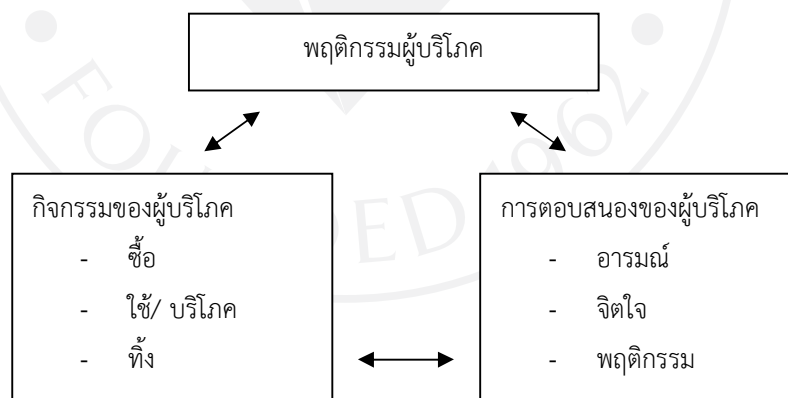 พฤติกรรมผู้บริโภค
กิจกรรมของผู้บริโภค
- ซื้อ
- ใช้/ บริโภค
- ทิ้ง
การตอบสนองของผู้บริโภค
- อารมณ์
- จิตใจ
- พฤติกรรม